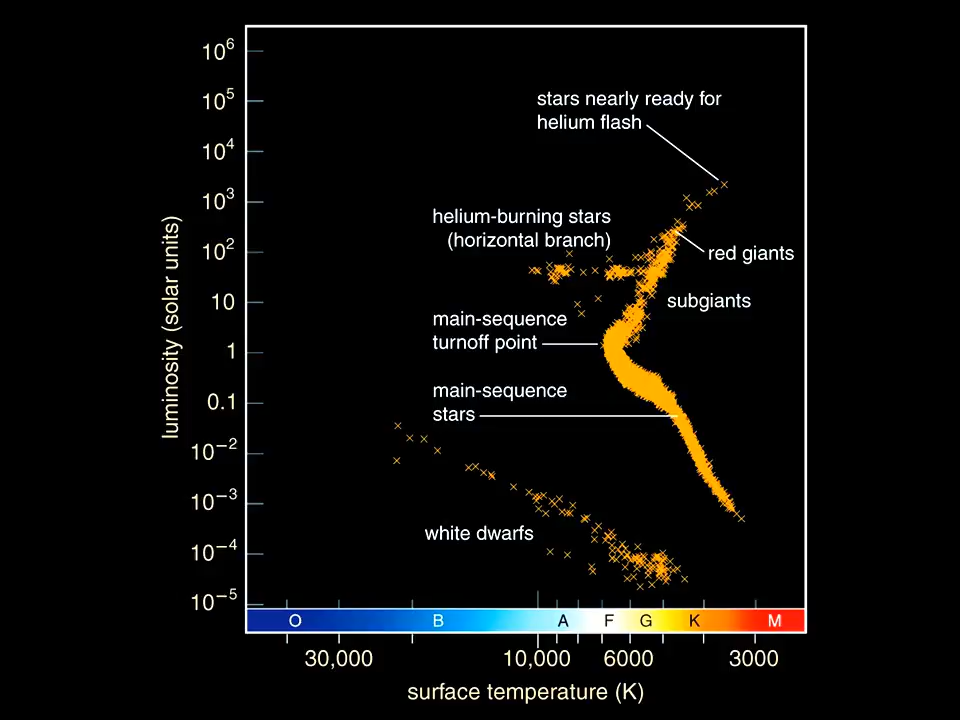 10⁶
10⁵
10⁴
10³
10²
10
1
0.1
10⁻²
10⁻³
10⁻⁴
10⁻⁵
luminosity (solar units)
stars nearly ready for
helium flash
helium-burning stars
(horizontal branch)
red giants
subgiants
main-sequence
turnoff point
main-sequence
stars
white dwarfs
O B A F G K M
30,000 10,000 6000 3000
surface temperature (K)